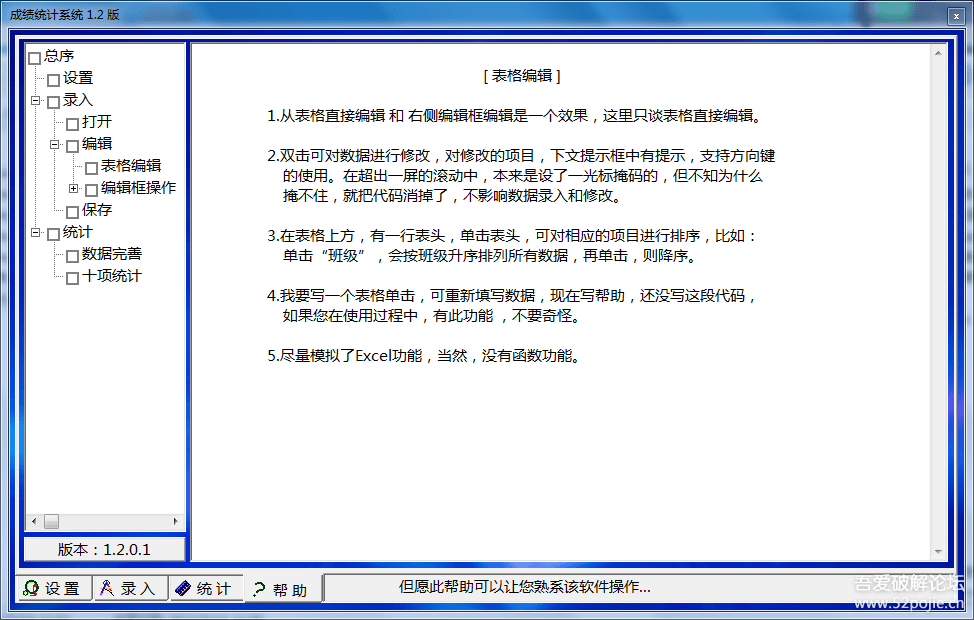 成绩统计系统 1.2 版
总序
设置
录入
打开
编辑
表格编辑
编辑框操作
保存
统计
数据完善
十项统计
版本：1.2.0.1
[ 表格编辑 ]
1.从表格直接编辑 和 右侧编辑框编辑是一个效果，这里只谈表格直接编辑。
2.双击可对数据进行修改，对修改的项目，下文提示框中有提示，支持方向键
的使用。在超出一屏的滚动中，本来是设了一光标掩码的，但不知为什么
掩不住，就把代码消掉了，不影响数据录入和修改。
3.在表格上方，有一行表头，单击表头，可对相应的项目进行排序，比如：
单击“班级”，会按班级升序排列所有数据，再单击，则降序。
4.我要写一个表格单击，可重新填写数据，现在写帮助，还没写这段代码，
如果您在使用过程中，有此功能 ，不要奇怪。
5.尽量模拟了Excel功能，当然，没有函数功能。
设 置
录 入
统 计
帮 助
但愿此帮助可以让您熟系该软件操作...
吾爱破解论坛
www.52pojie.cn